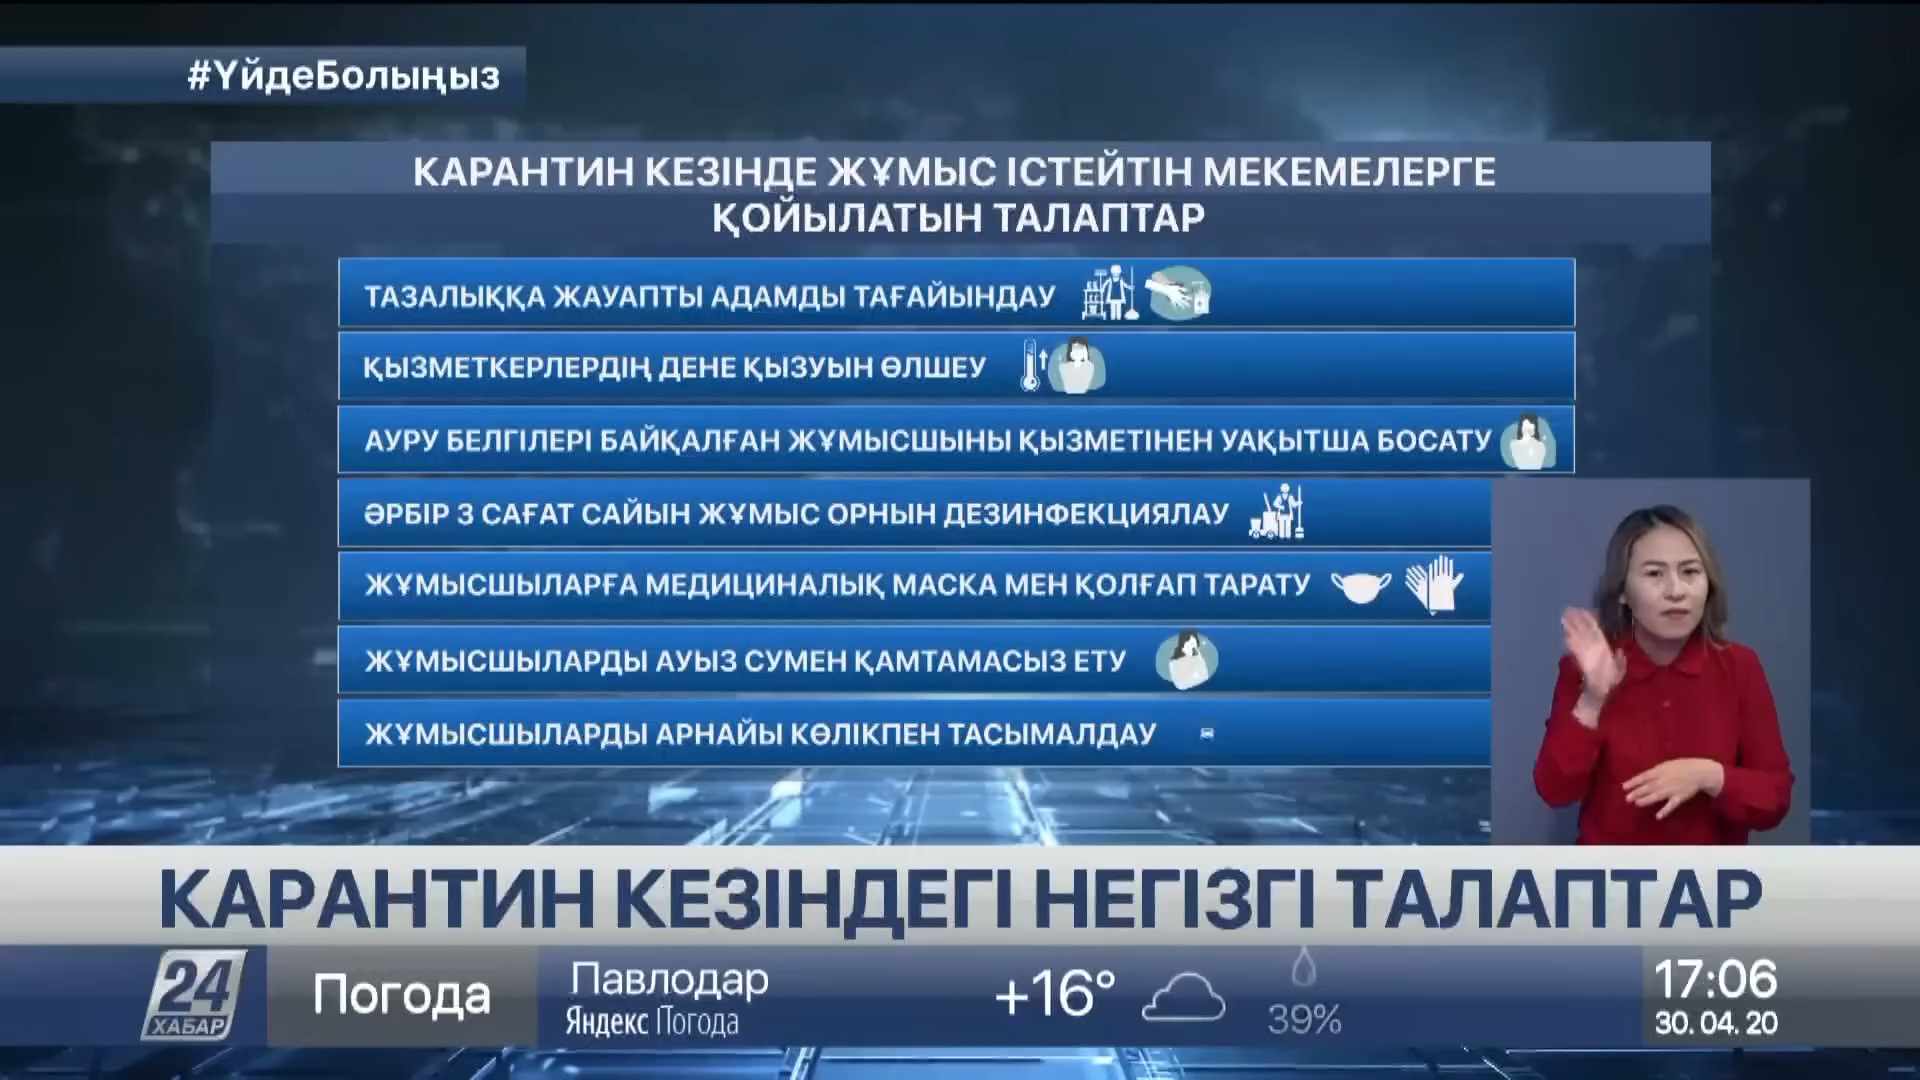 #ҮйдеБолыңыз
КАРАНТИН КЕЗІНДЕ ЖҰМЫС ІСТЕЙТІН МЕКЕМЕЛЕРГЕ
ҚОЙЫЛАТЫН ТАЛАПТАР
ТАЗАЛЫҚҚА ЖАУАПТЫ АДАМДЫ ТАҒАЙЫНДАУ
ҚЫЗМЕТКЕРЛЕРДІҢ ДЕНЕ ҚЫЗУЫН ӨЛШЕУ
АУРУ БЕЛГІЛЕРІ БАЙҚАЛҒАН ЖҰМЫСШЫНЫ ҚЫЗМЕТІНЕН УАҚЫТША БОСАТУ
ӘРБІР 3 САҒАТ САЙЫН ЖҰМЫС ОРНЫН ДЕЗИНФЕКЦИЯЛАУ
ЖҰМЫСШЫЛАРҒА МЕДИЦИНАЛЫҚ МАСКА МЕН ҚОЛҒАП ТАРАТУ
ЖҰМЫСШЫЛАРДЫ АУЫЗ СУМЕН ҚАМТАМАСЫЗ ЕТУ
ЖҰМЫСШЫЛАРДЫ АРНАЙЫ КӨЛІКПЕН ТАСЫМАЛДАУ
КАРАНТИН КЕЗІНДЕГІ НЕГІЗГІ ТАЛАПТАР
24
ХАБАР
Погода
Павлодар
Яндекс Погода
+16°
39%
17:06
30. 04. 20